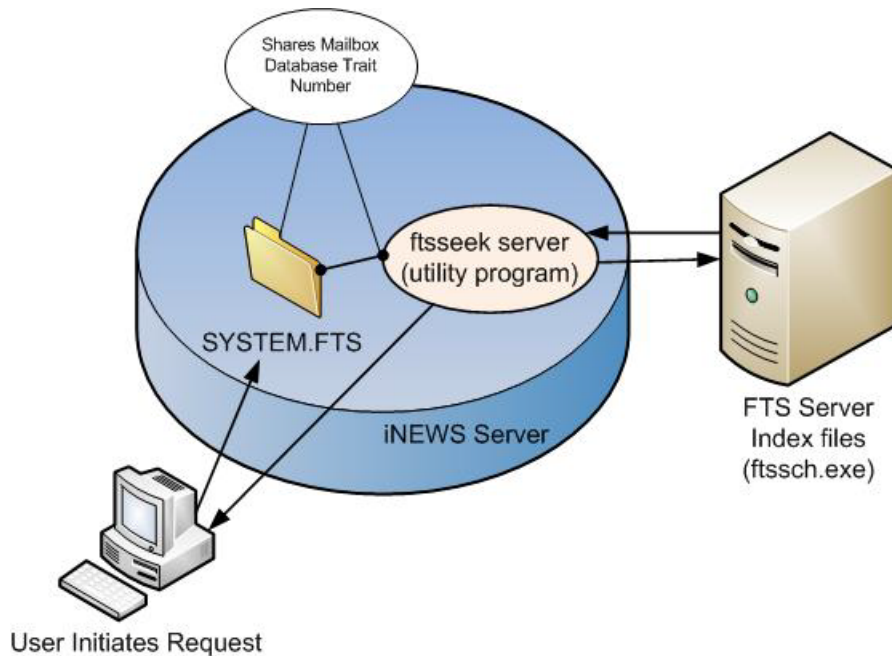 Shares Mailbox
Database Trait
Number
ftsseek server
(utility program)
SYSTEM.FTS
iNEWS Server
FTS Server
Index files
(ftssch.exe)
User Initiates Request